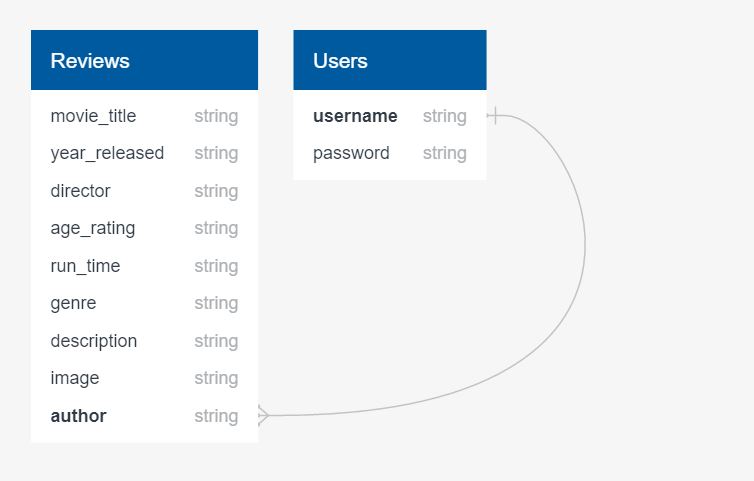 Reviews
movie_title string
year_released string
director string
age_rating string
run_time string
genre string
description string
image string
author string
Users
username string
password string